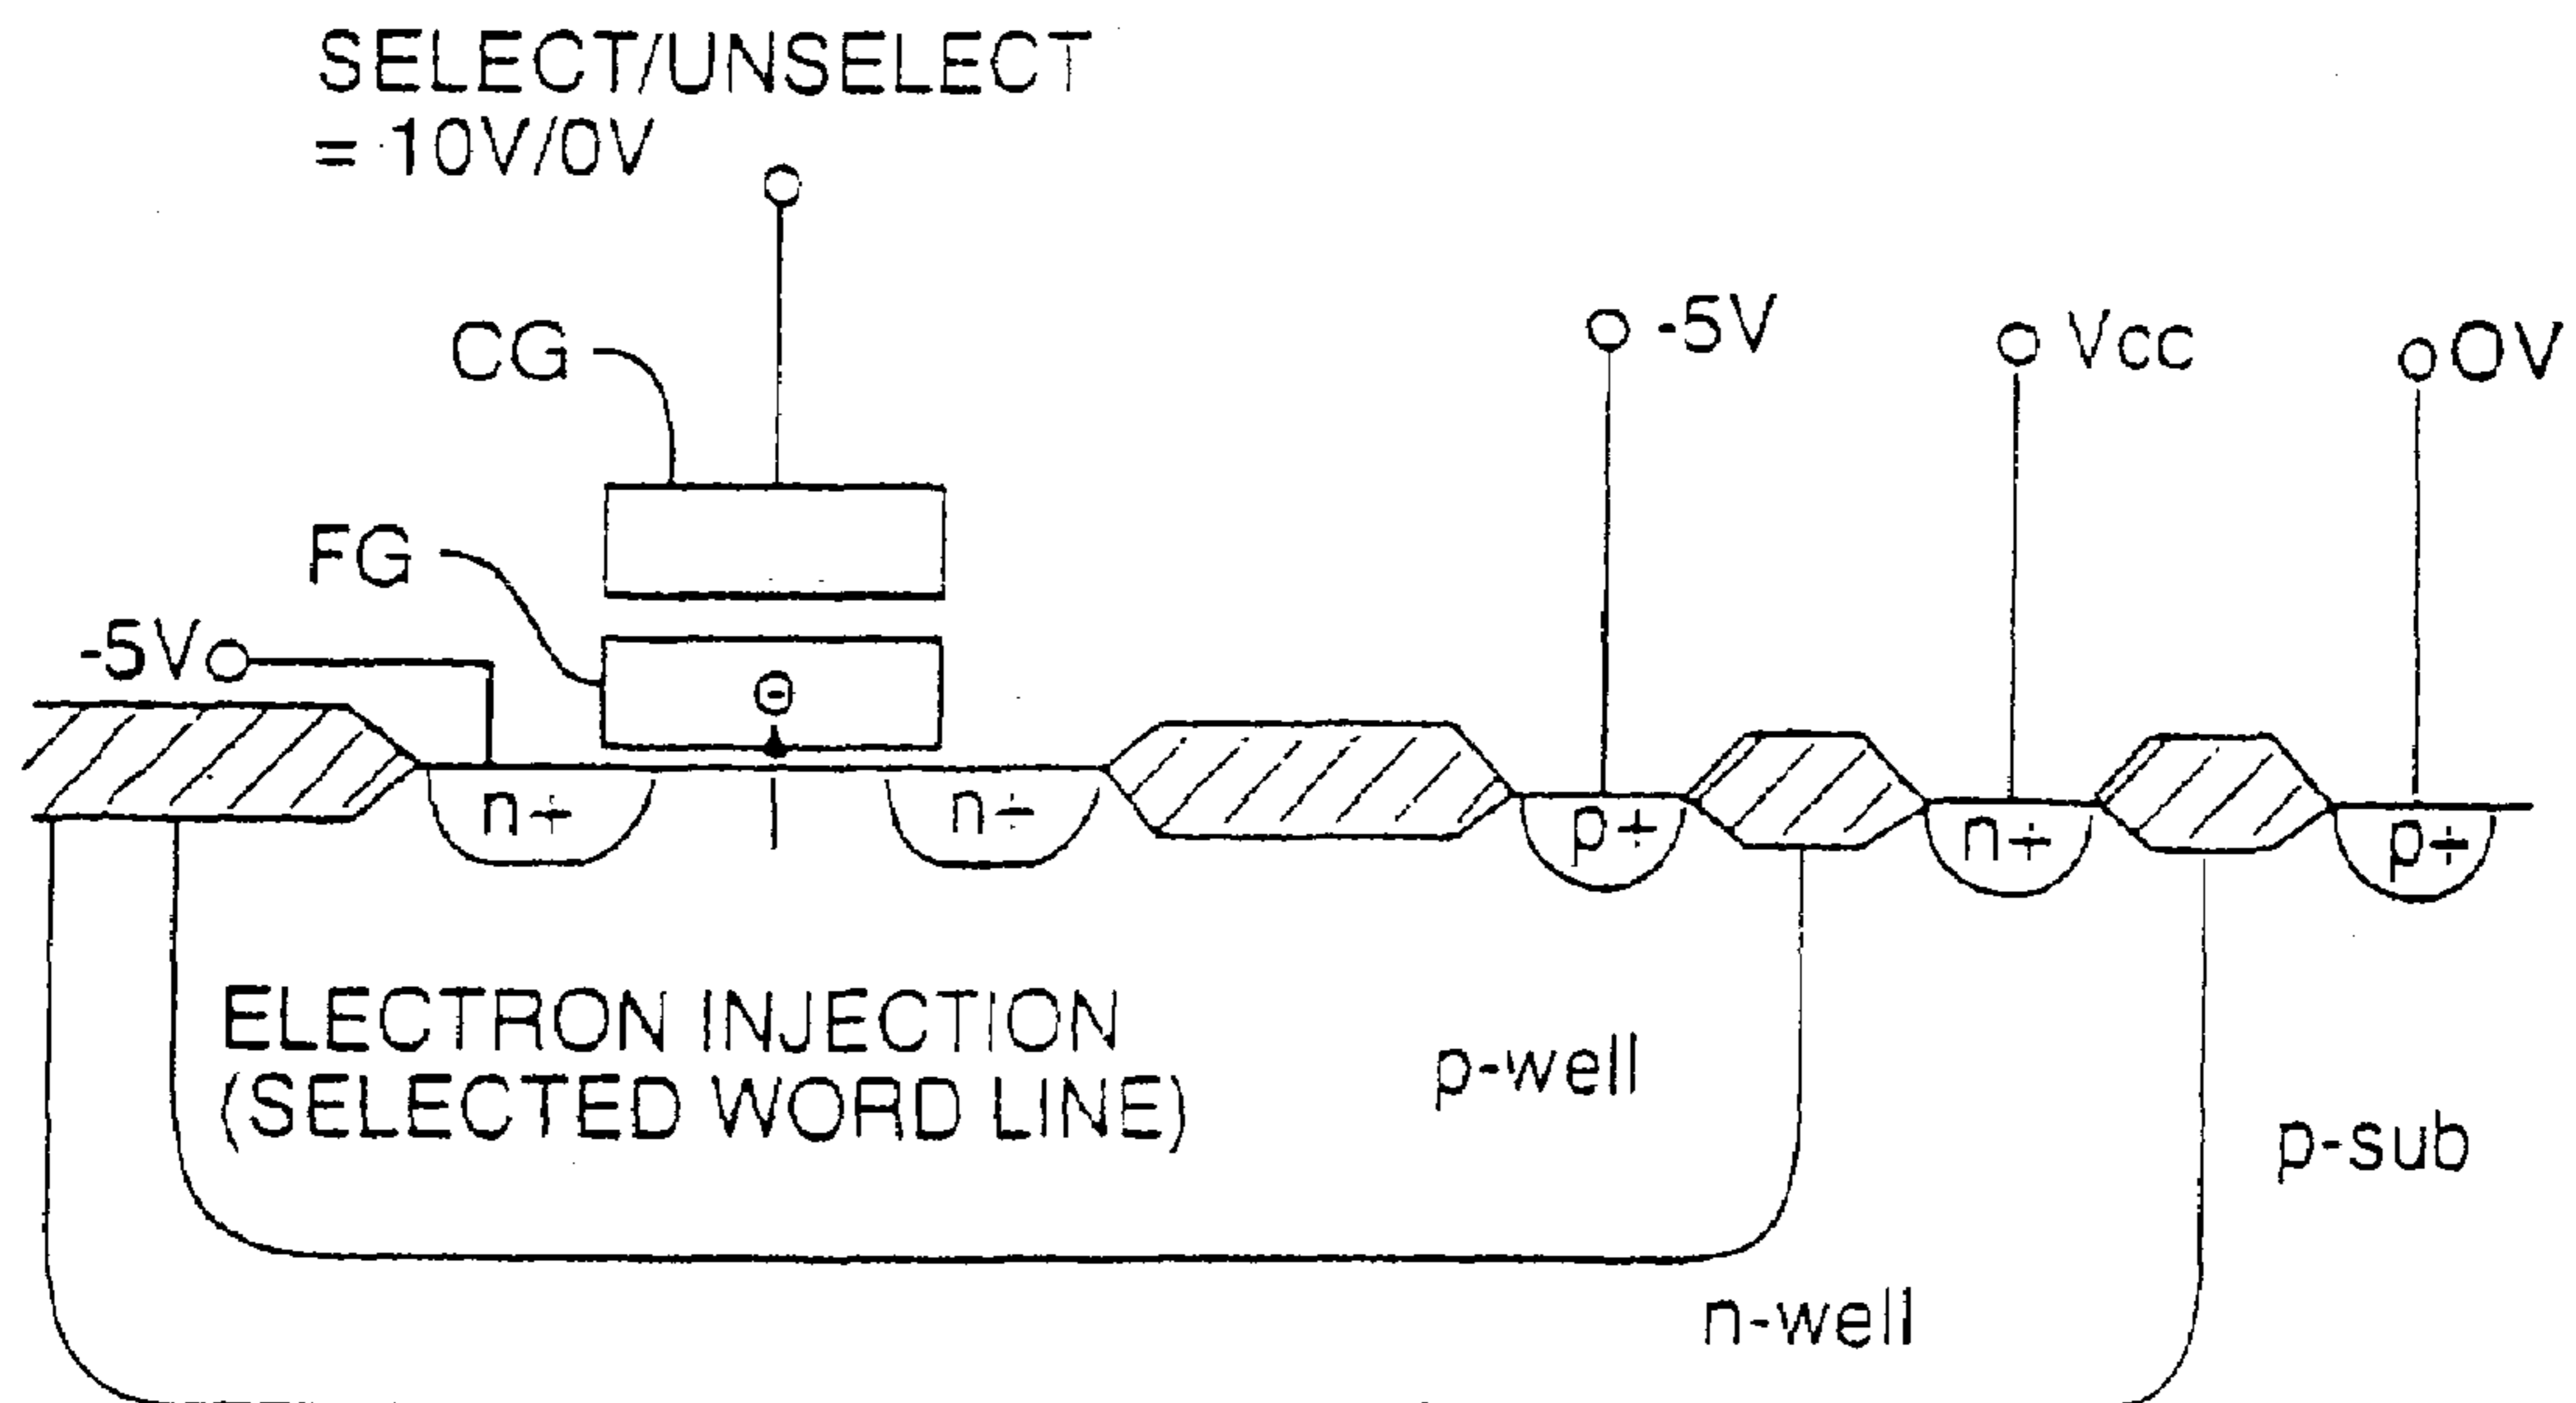 SELECT/UNSELECT
= 10V/0V
CG
-5V
Vcc
0V
FG
-5V
⊖
n+
n+
p+
n+
p+
ELECTRON INJECTION
(SELECTED WORD LINE)
p-well
p-sub
n-well